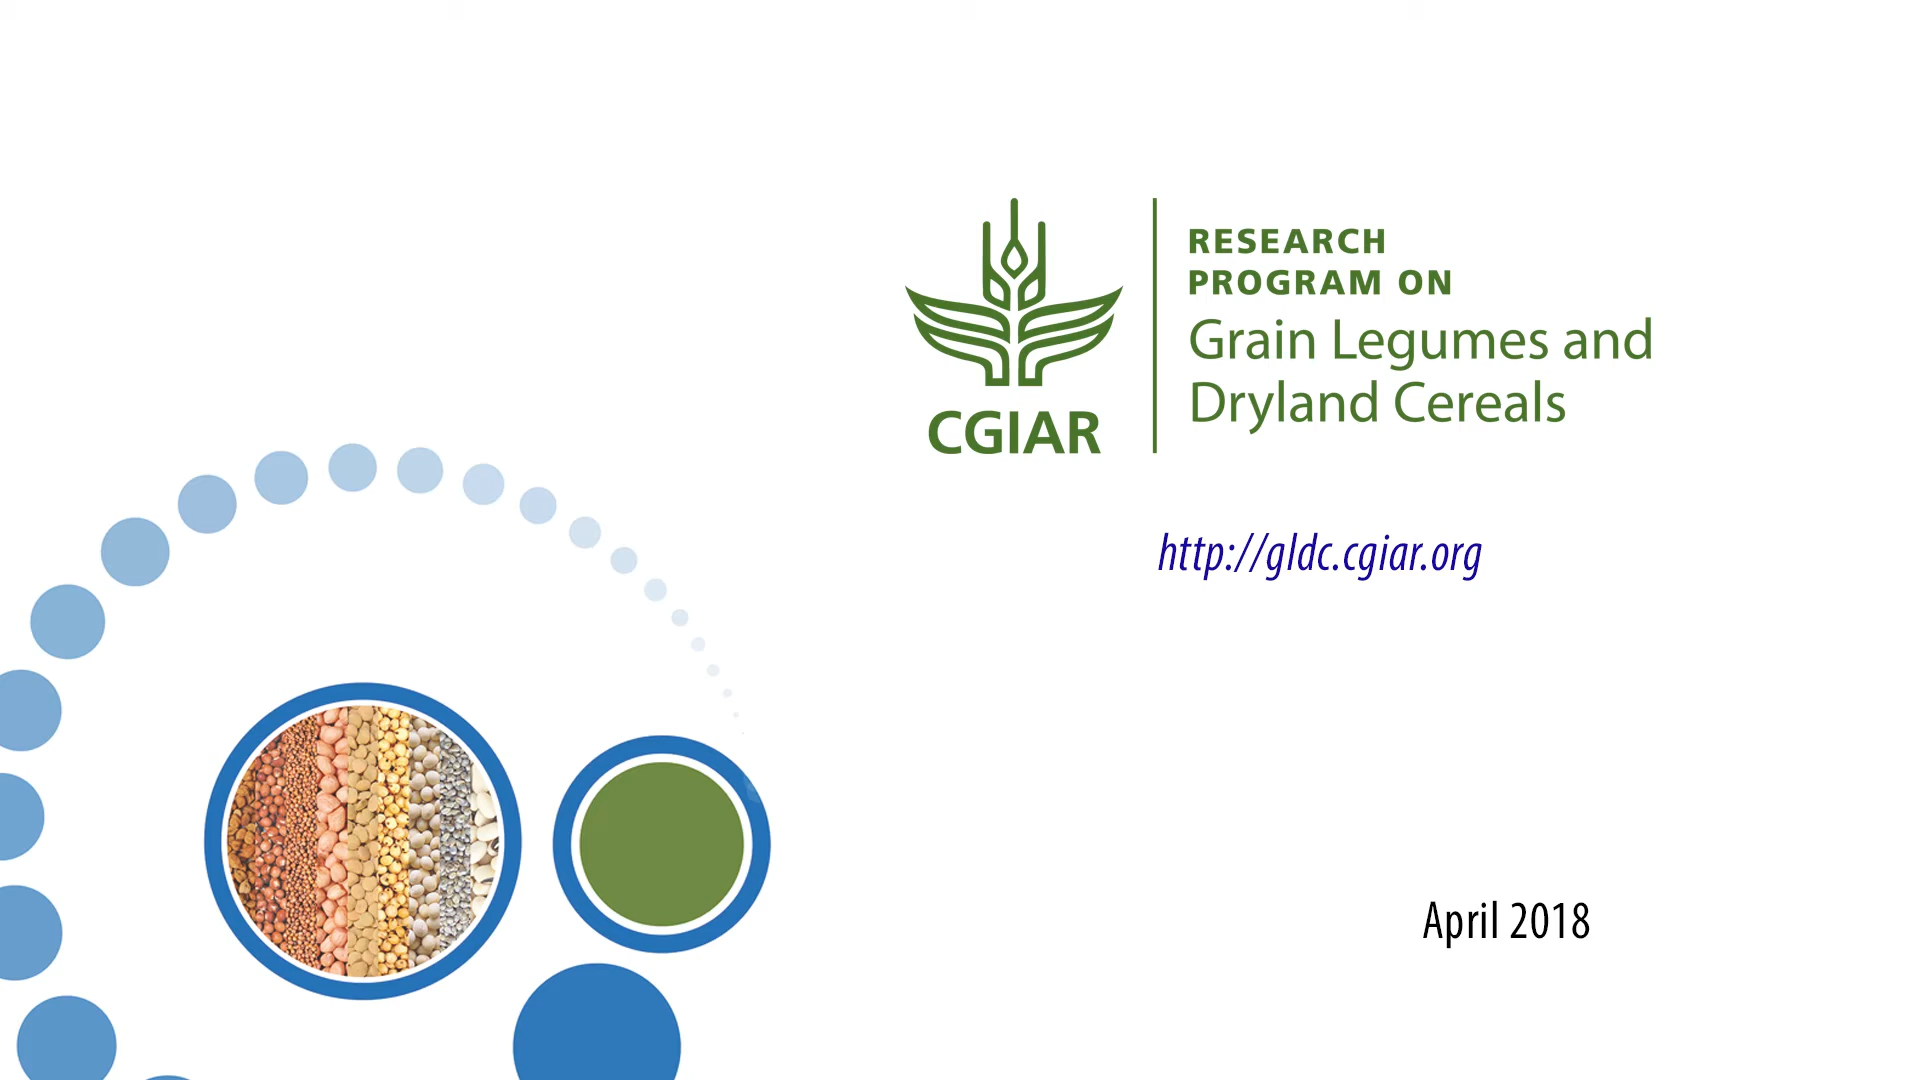 CGIAR
RESEARCH
PROGRAM ON
Grain Legumes and
Dryland Cereals
http://gldc.cgiar.org
April 2018